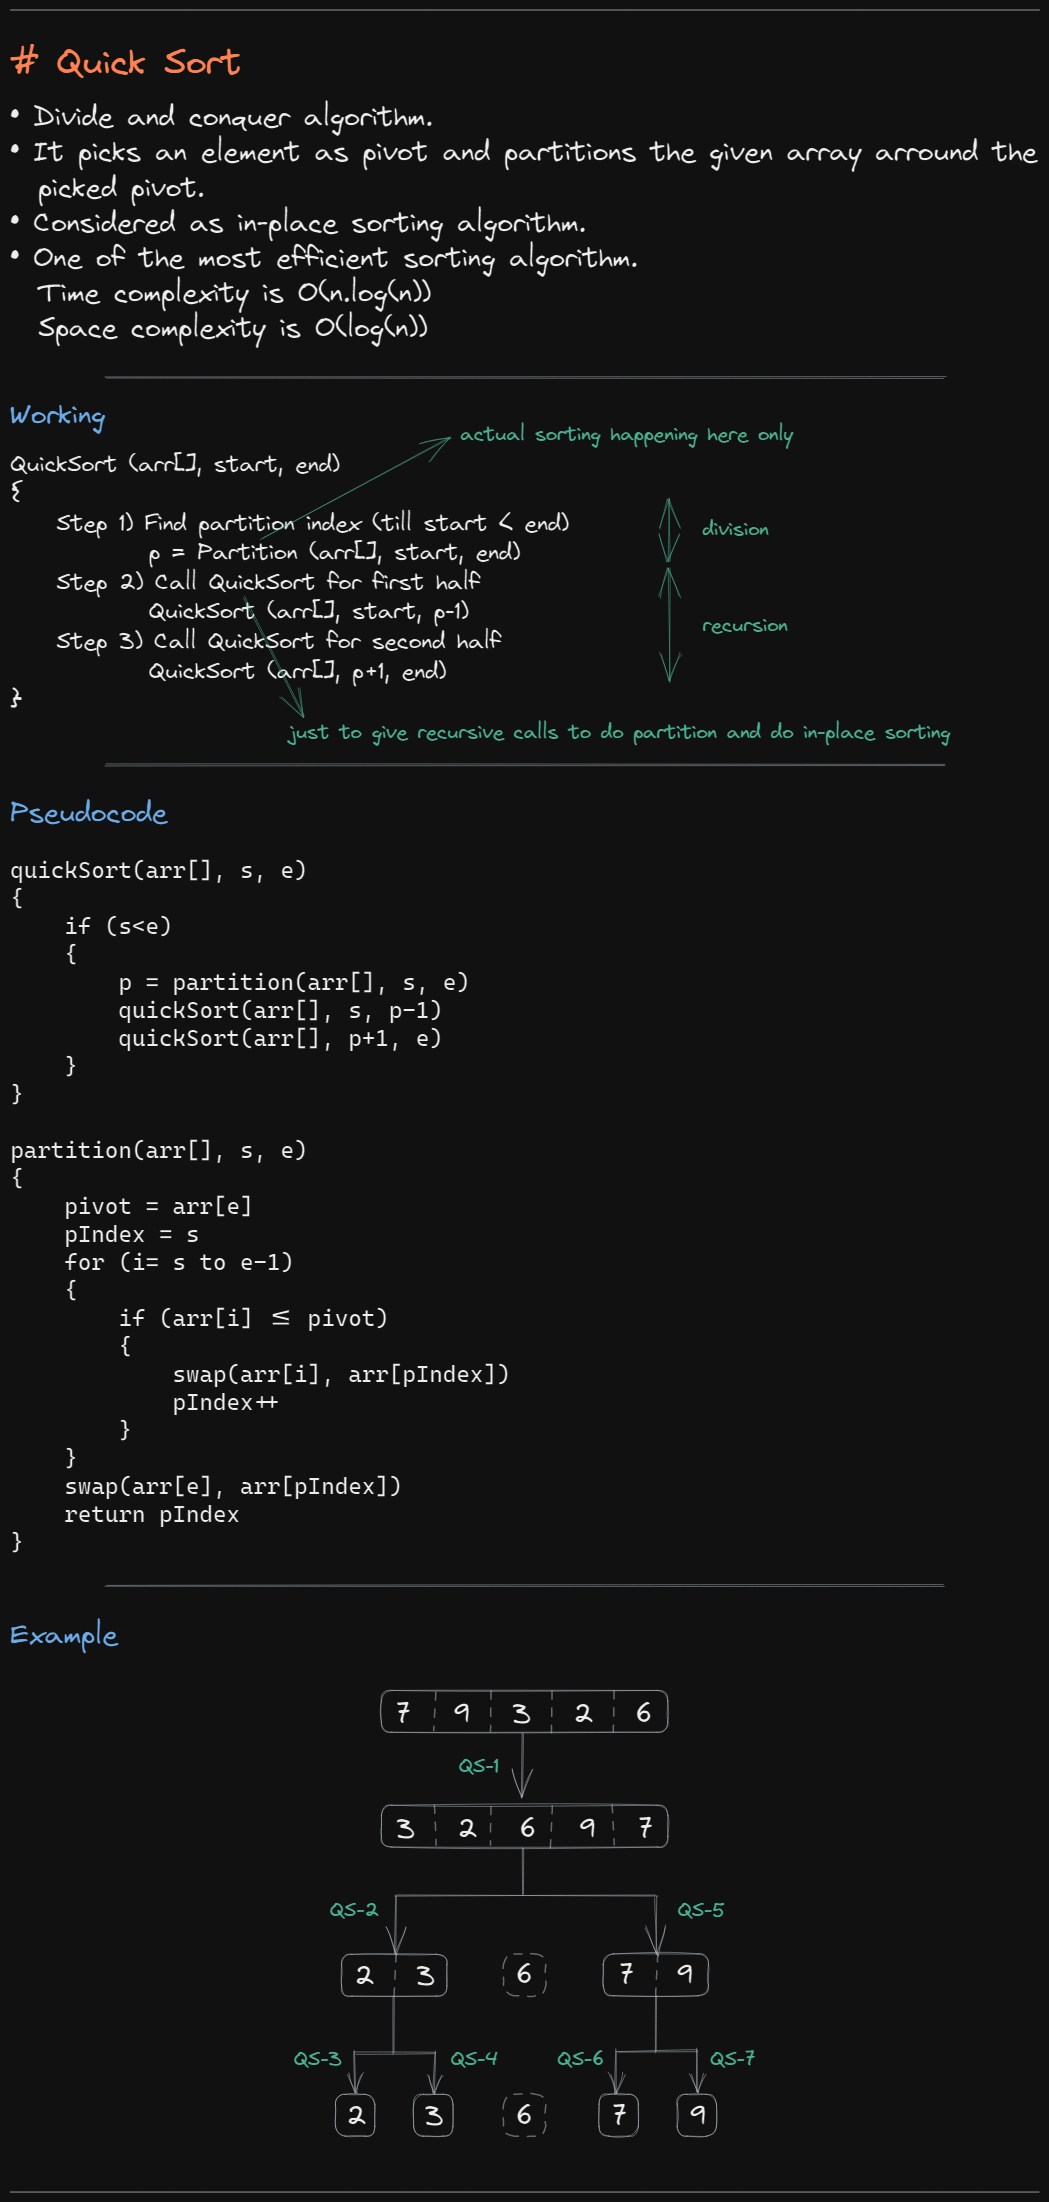 # Quick Sort
• Divide and conquer algorithm.
• It picks an element as pivot and partitions the given array arround the
picked pivot.
• Considered as in-place sorting algorithm.
• One of the most efficient sorting algorithm.
Time complexity is O(n.log(n))
Space complexity is O(log(n))
Working
actual sorting happening here only
QuickSort (arr[], start, end)
{
Step 1) Find partition index (till start < end)
division
p = Partition (arr[], start, end)
Step 2) Call QuickSort for first half
QuickSort (arr[], start, p-1)
recursion
Step 3) Call QuickSort for second half
QuickSort (arr[], p+1, end)
}
just to give recursive calls to do partition and do in-place sorting
Pseudocode
quickSort(arr[], s, e)
{
if (s<e)
{
p = partition(arr[], s, e)
quickSort(arr[], s, p-1)
quickSort(arr[], p+1, e)
}
}
partition(arr[], s, e)
{
pivot = arr[e]
pIndex = s
for (i= s to e-1)
{
if (arr[i] ≤ pivot)
{
swap(arr[i], arr[pIndex])
pIndex++
}
}
swap(arr[e], arr[pIndex])
return pIndex
}
Example
7 9 3 2 6
QS-1
3 2 6 9 7
QS-2 QS-5
2 3 6 7 9
QS-3 QS-4 QS-6 QS-7
2 3 6 7 9